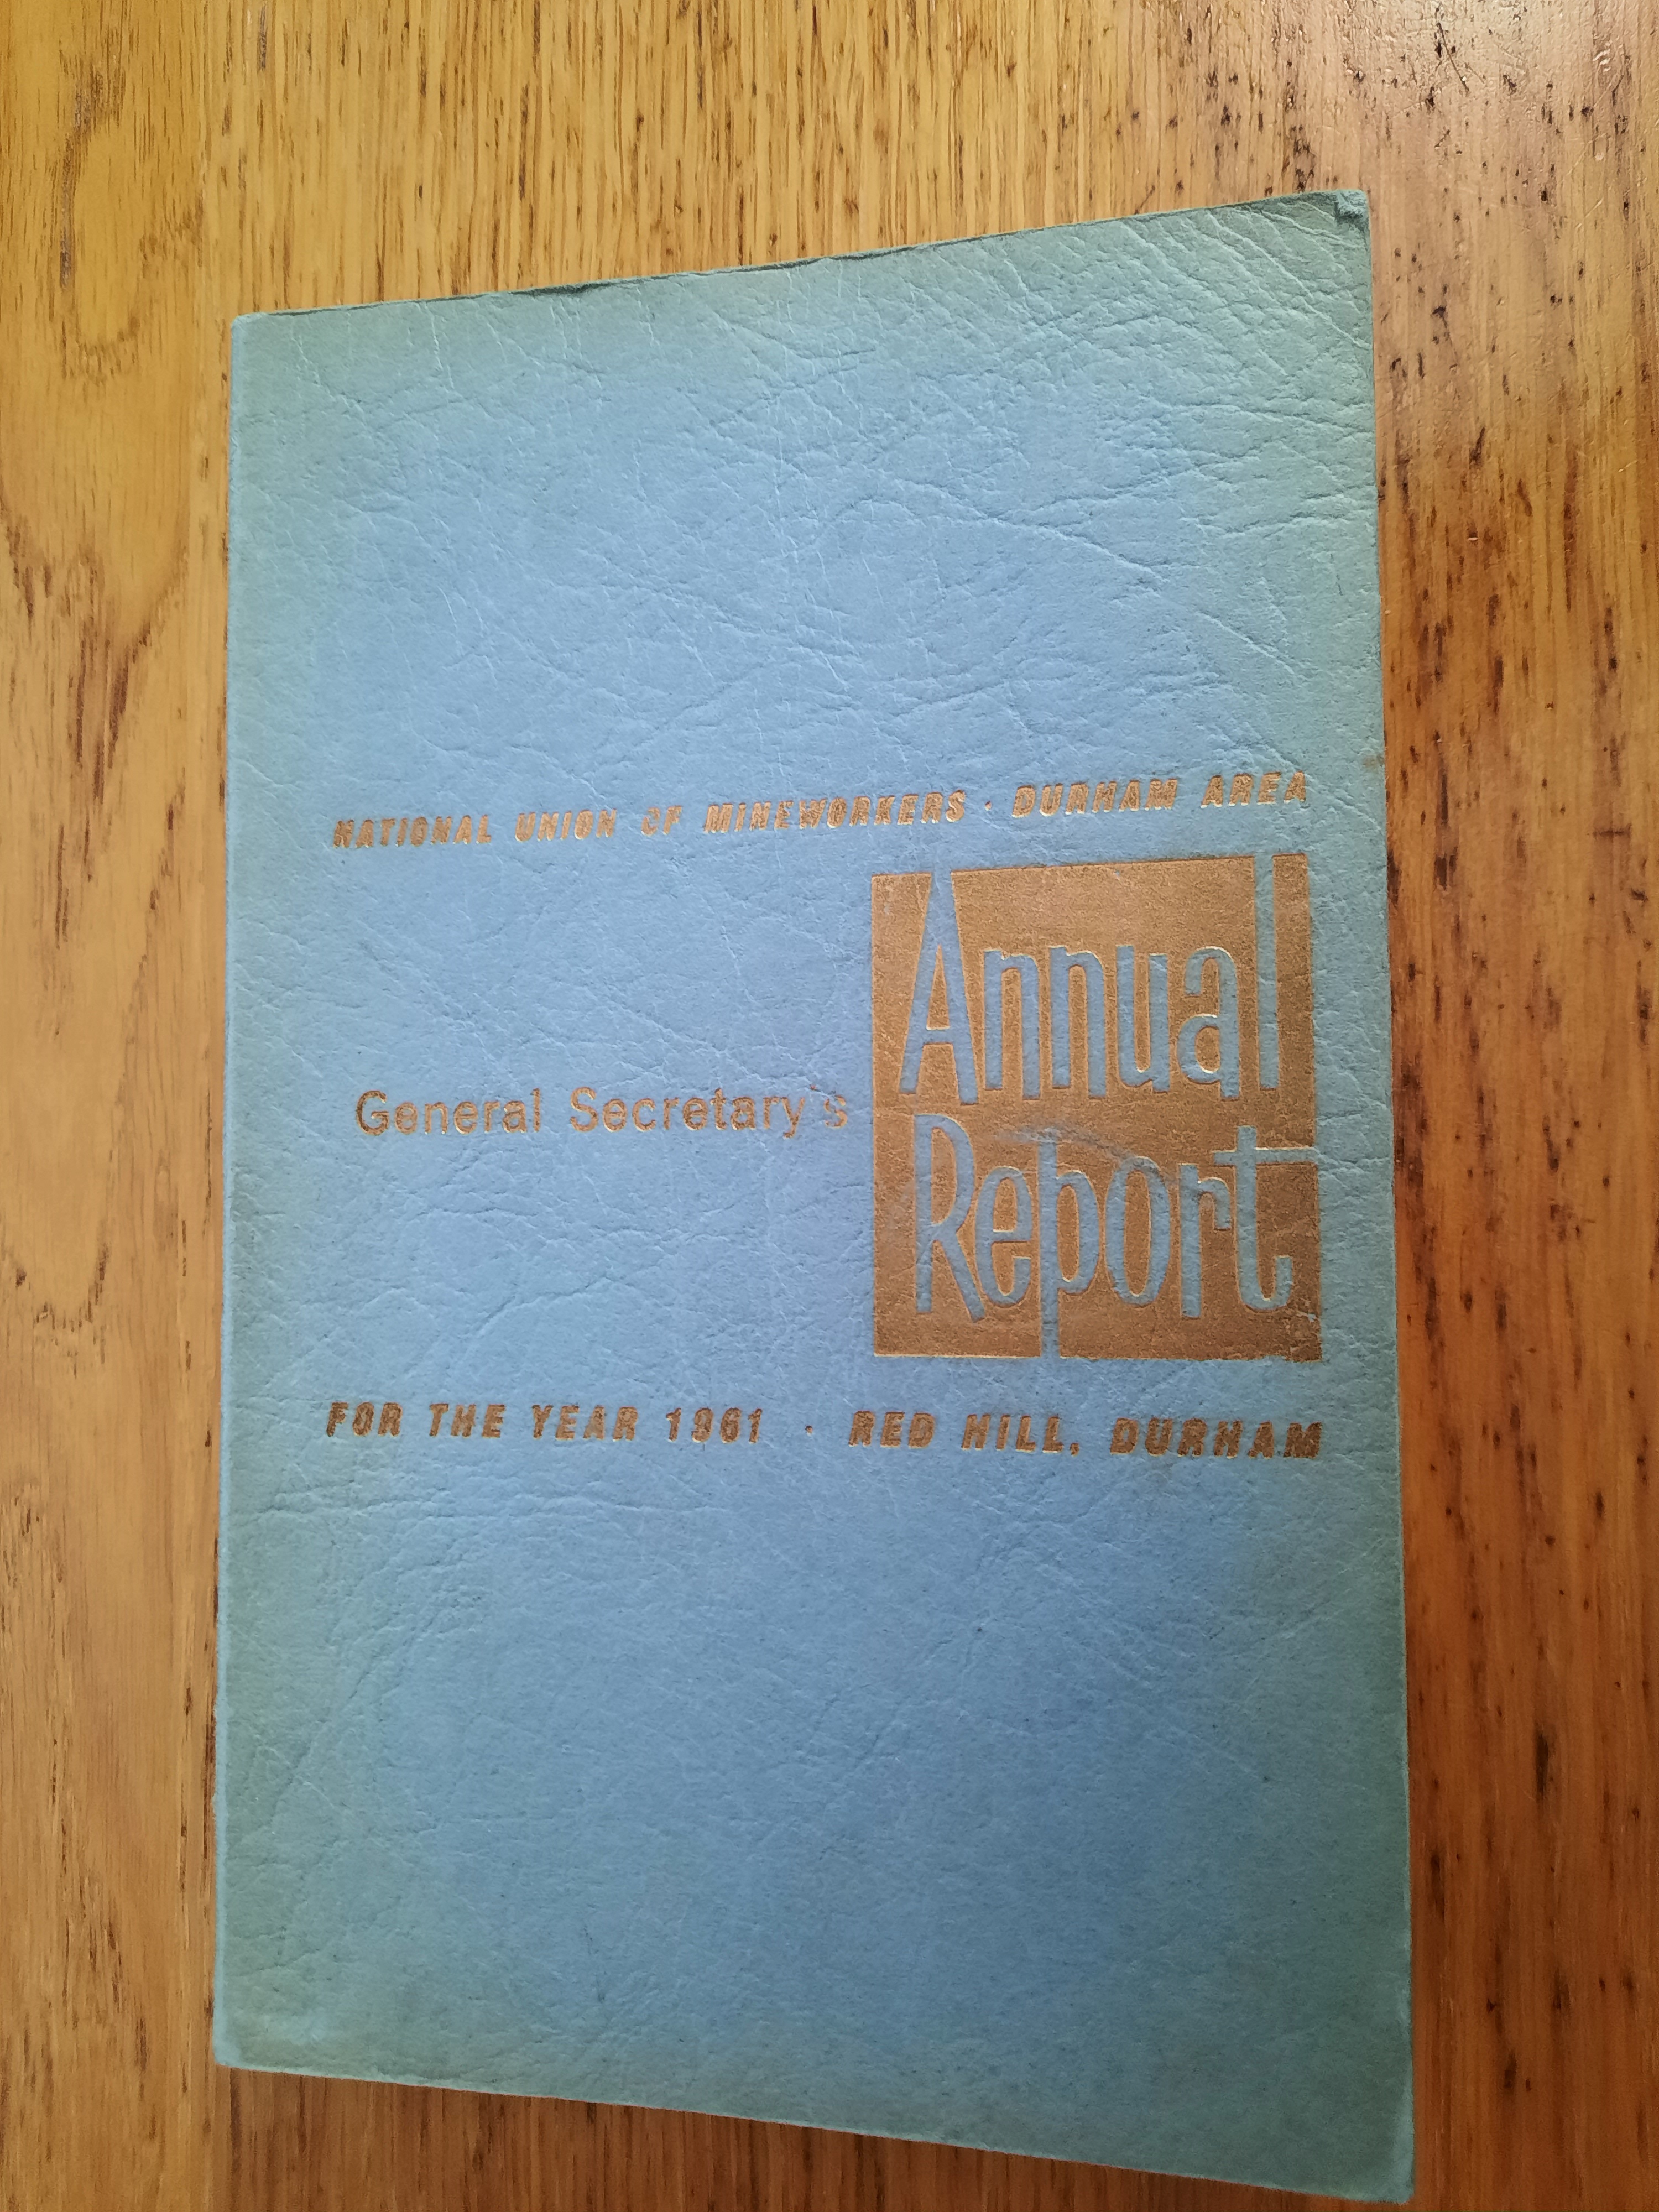 NATIONAL UNION OF MINEWORKERS · DURHAM AREA
General Secretary's
Annual
Report
FOR THE YEAR 1961 · RED HILL, DURHAM